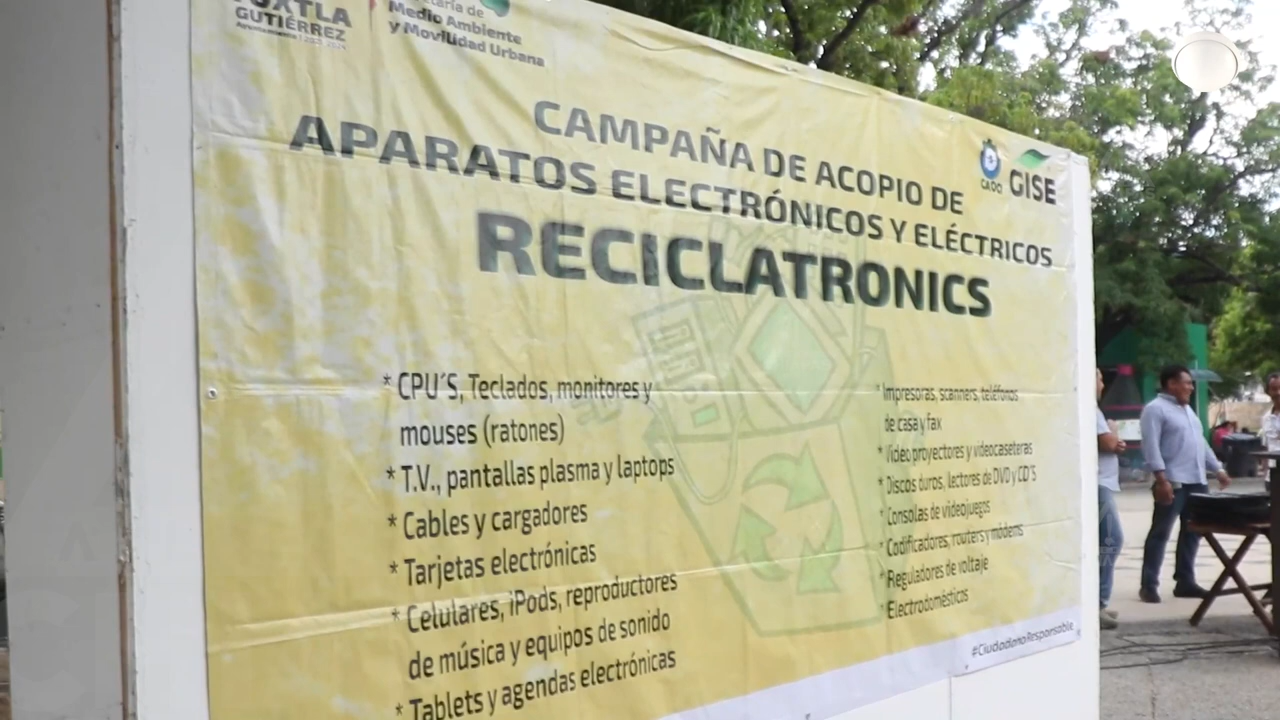 TUXTLA
GUTIÉRREZ
Medio Ambiente
y Movilidad Urbana
CAMPAÑA DE ACOPIO DE
APARATOS ELECTRÓNICOS Y ELÉCTRICOS
RECICLATRONICS
CADO
GISE
* CPU´S, Teclados, monitores y
mouses (ratones)
* T.V., pantallas plasma y laptops
* Cables y cargadores
* Tarjetas electrónicas
* Celulares, iPods, reproductores
de música y equipos de sonido
* Tablets y agendas electrónicas
* Impresoras, scanners, teléfonos
de casa y fax
* Video proyectores y videocaseteras
* Discos duros, lectores de DVD y CD´S
* Consolas de videojuegos
* Codificadores, routers y módems
* Reguladores de voltaje
* Electrodomésticos
#CiudadanoResponsable